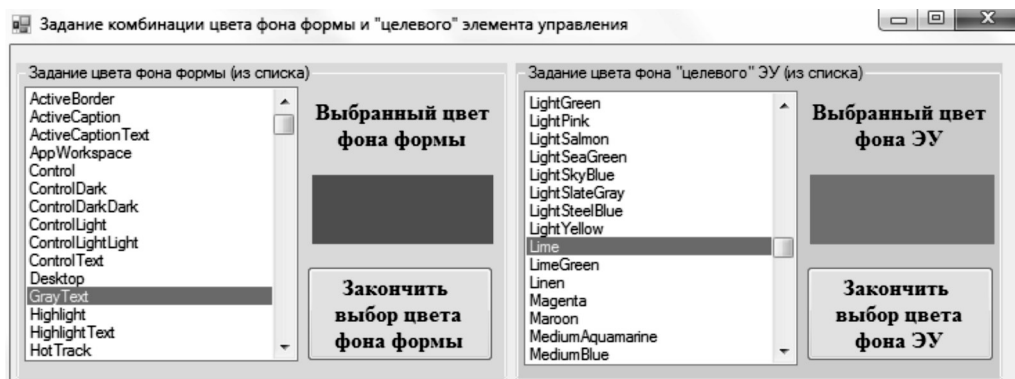 Задание комбинации цвета фона формы и "целевого" элемента управления
Задание цвета фона формы (из списка)
ActiveBorder
ActiveCaption
ActiveCaptionText
AppWorkspace
Control
ControlDark
ControlDarkDark
ControlLight
ControlLightLight
ControlText
Desktop
GrayText
Highlight
HighlightText
HotTrack
Выбранный цвет
фона формы
Закончить
выбор цвета
фона формы
Задание цвета фона "целевого" ЭУ (из списка)
LightGreen
LightPink
LightSalmon
LightSeaGreen
LightSkyBlue
LightSlateGray
LightSteelBlue
LightYellow
Lime
LimeGreen
Linen
Magenta
Maroon
MediumAquamarine
MediumBlue
Выбранный цвет
фона ЭУ
Закончить
выбор цвета
фона ЭУ